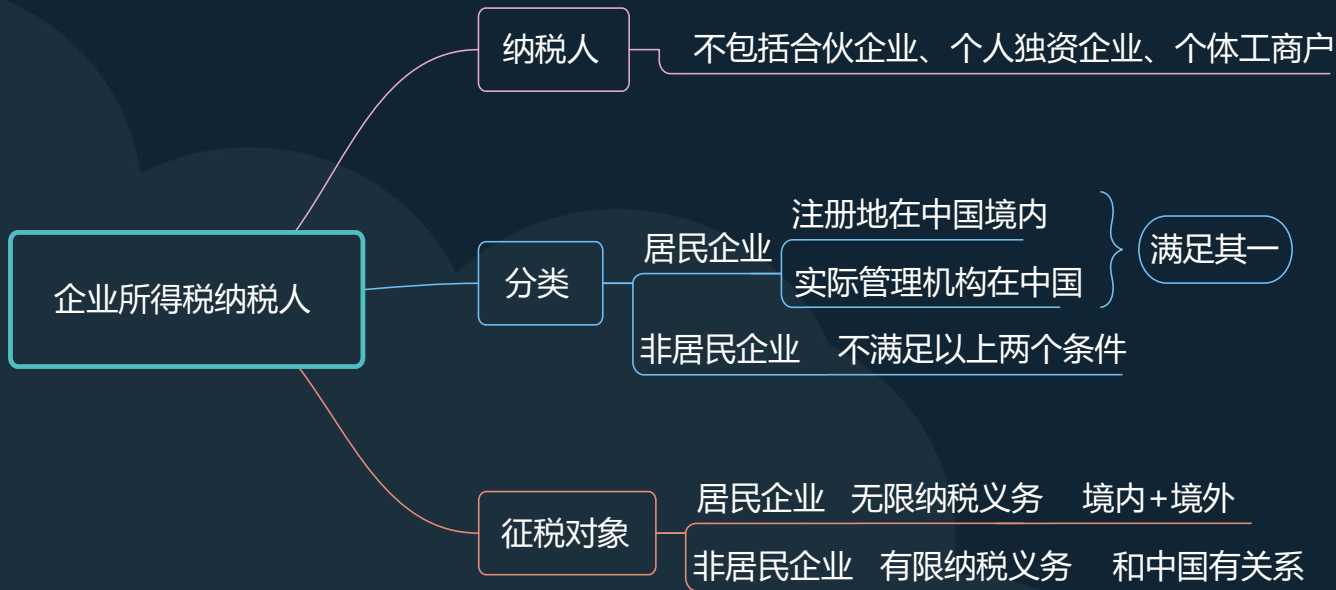 企业所得税纳税人
纳税人
不包括合伙企业、个人独资企业、个体工商户
分类
居民企业
注册地在中国境内
实际管理机构在中国
满足其一
非居民企业 不满足以上两个条件
征税对象
居民企业 无限纳税义务 境内+境外
非居民企业 有限纳税义务 和中国有关系